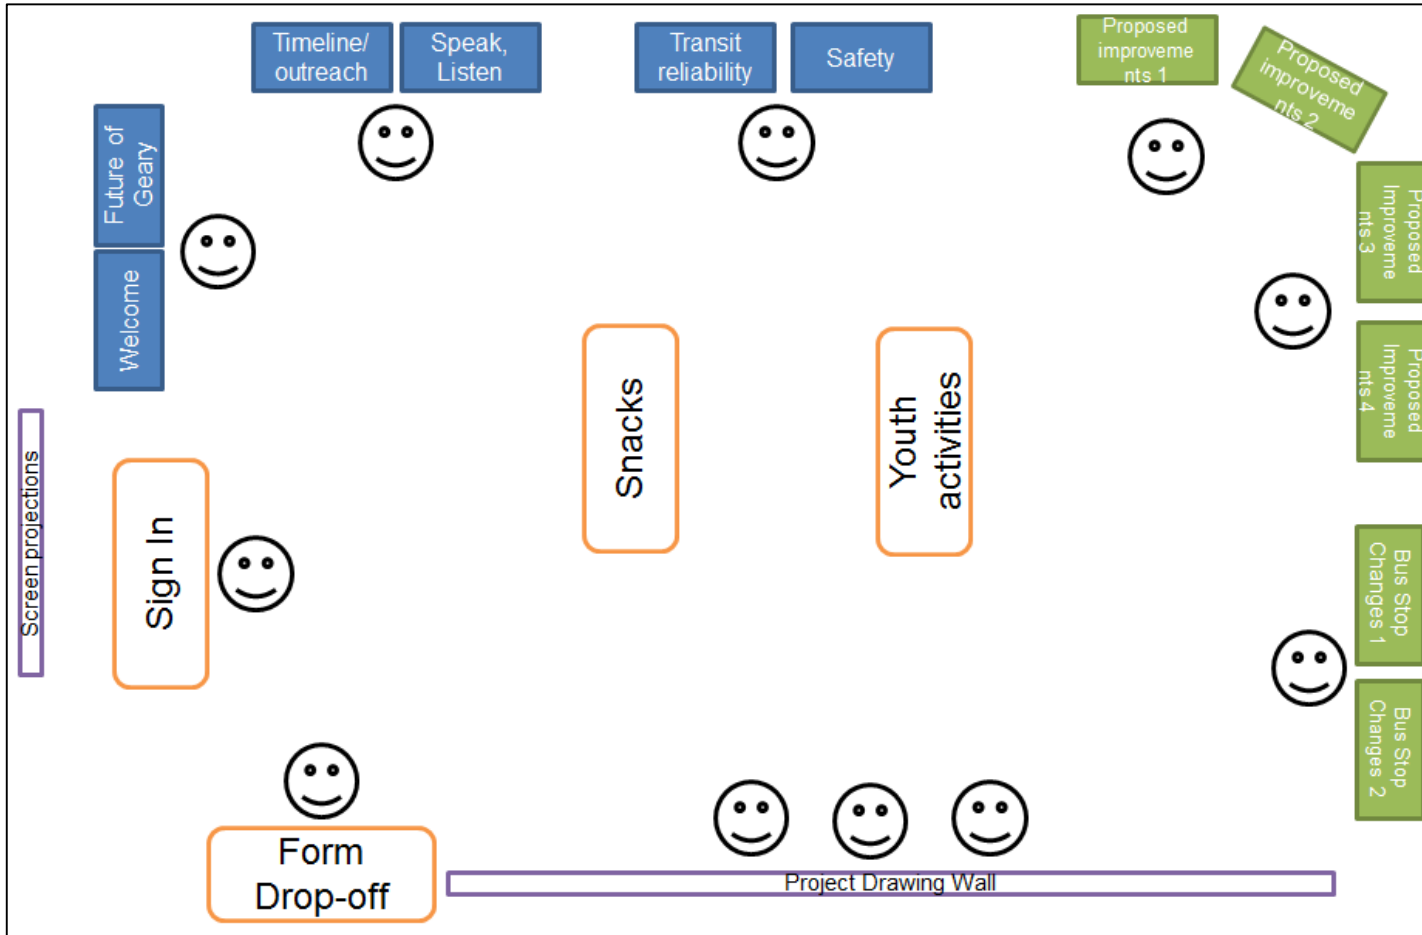 Timeline/
outreach
Speak,
Listen
Transit
reliability
Safety
Proposed
improveme
nts 1
Proposed
improveme
nts 2
Future of
Geary
Welcome
Proposed
Improveme
nts 3
Proposed
Improveme
nts 4
Snacks
Youth
activities
Screen projections
Sign In
Bus Stop
Changes 1
Bus Stop
Changes 2
Form
Drop-off
Project Drawing Wall